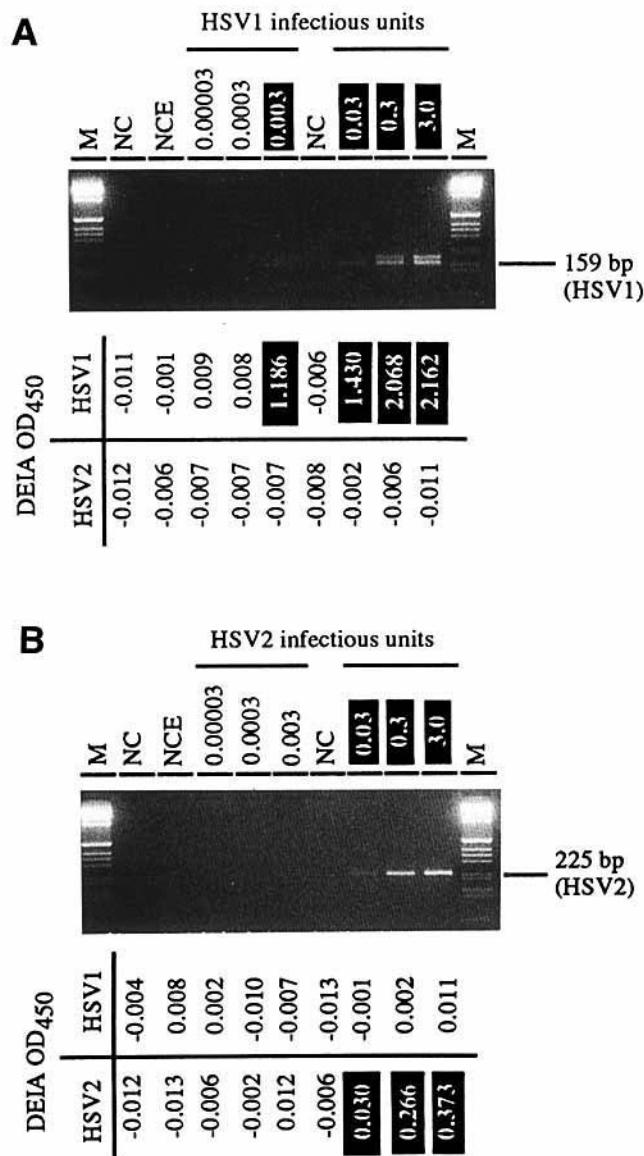 A
HSV1 infectious units
M NC NCE 0.00003 0.0003 0.003 NC 0.03 0.3 3.0 M
159 bp
(HSV1)
DEIA OD450
HSV1 -0.011 -0.001 0.009 0.008 1.186 -0.006 1.430 2.068 2.162
HSV2 -0.012 -0.006 -0.007 -0.007 -0.007 -0.008 -0.002 -0.006 -0.011
B
HSV2 infectious units
M NC NCE 0.00003 0.0003 0.003 NC 0.03 0.3 3.0 M
225 bp
(HSV2)
DEIA OD450
HSV1 -0.004 0.008 0.002 -0.010 -0.007 -0.013 -0.001 0.002 0.011
HSV2 -0.012 -0.013 -0.006 -0.002 0.012 -0.006 0.030 0.266 0.373